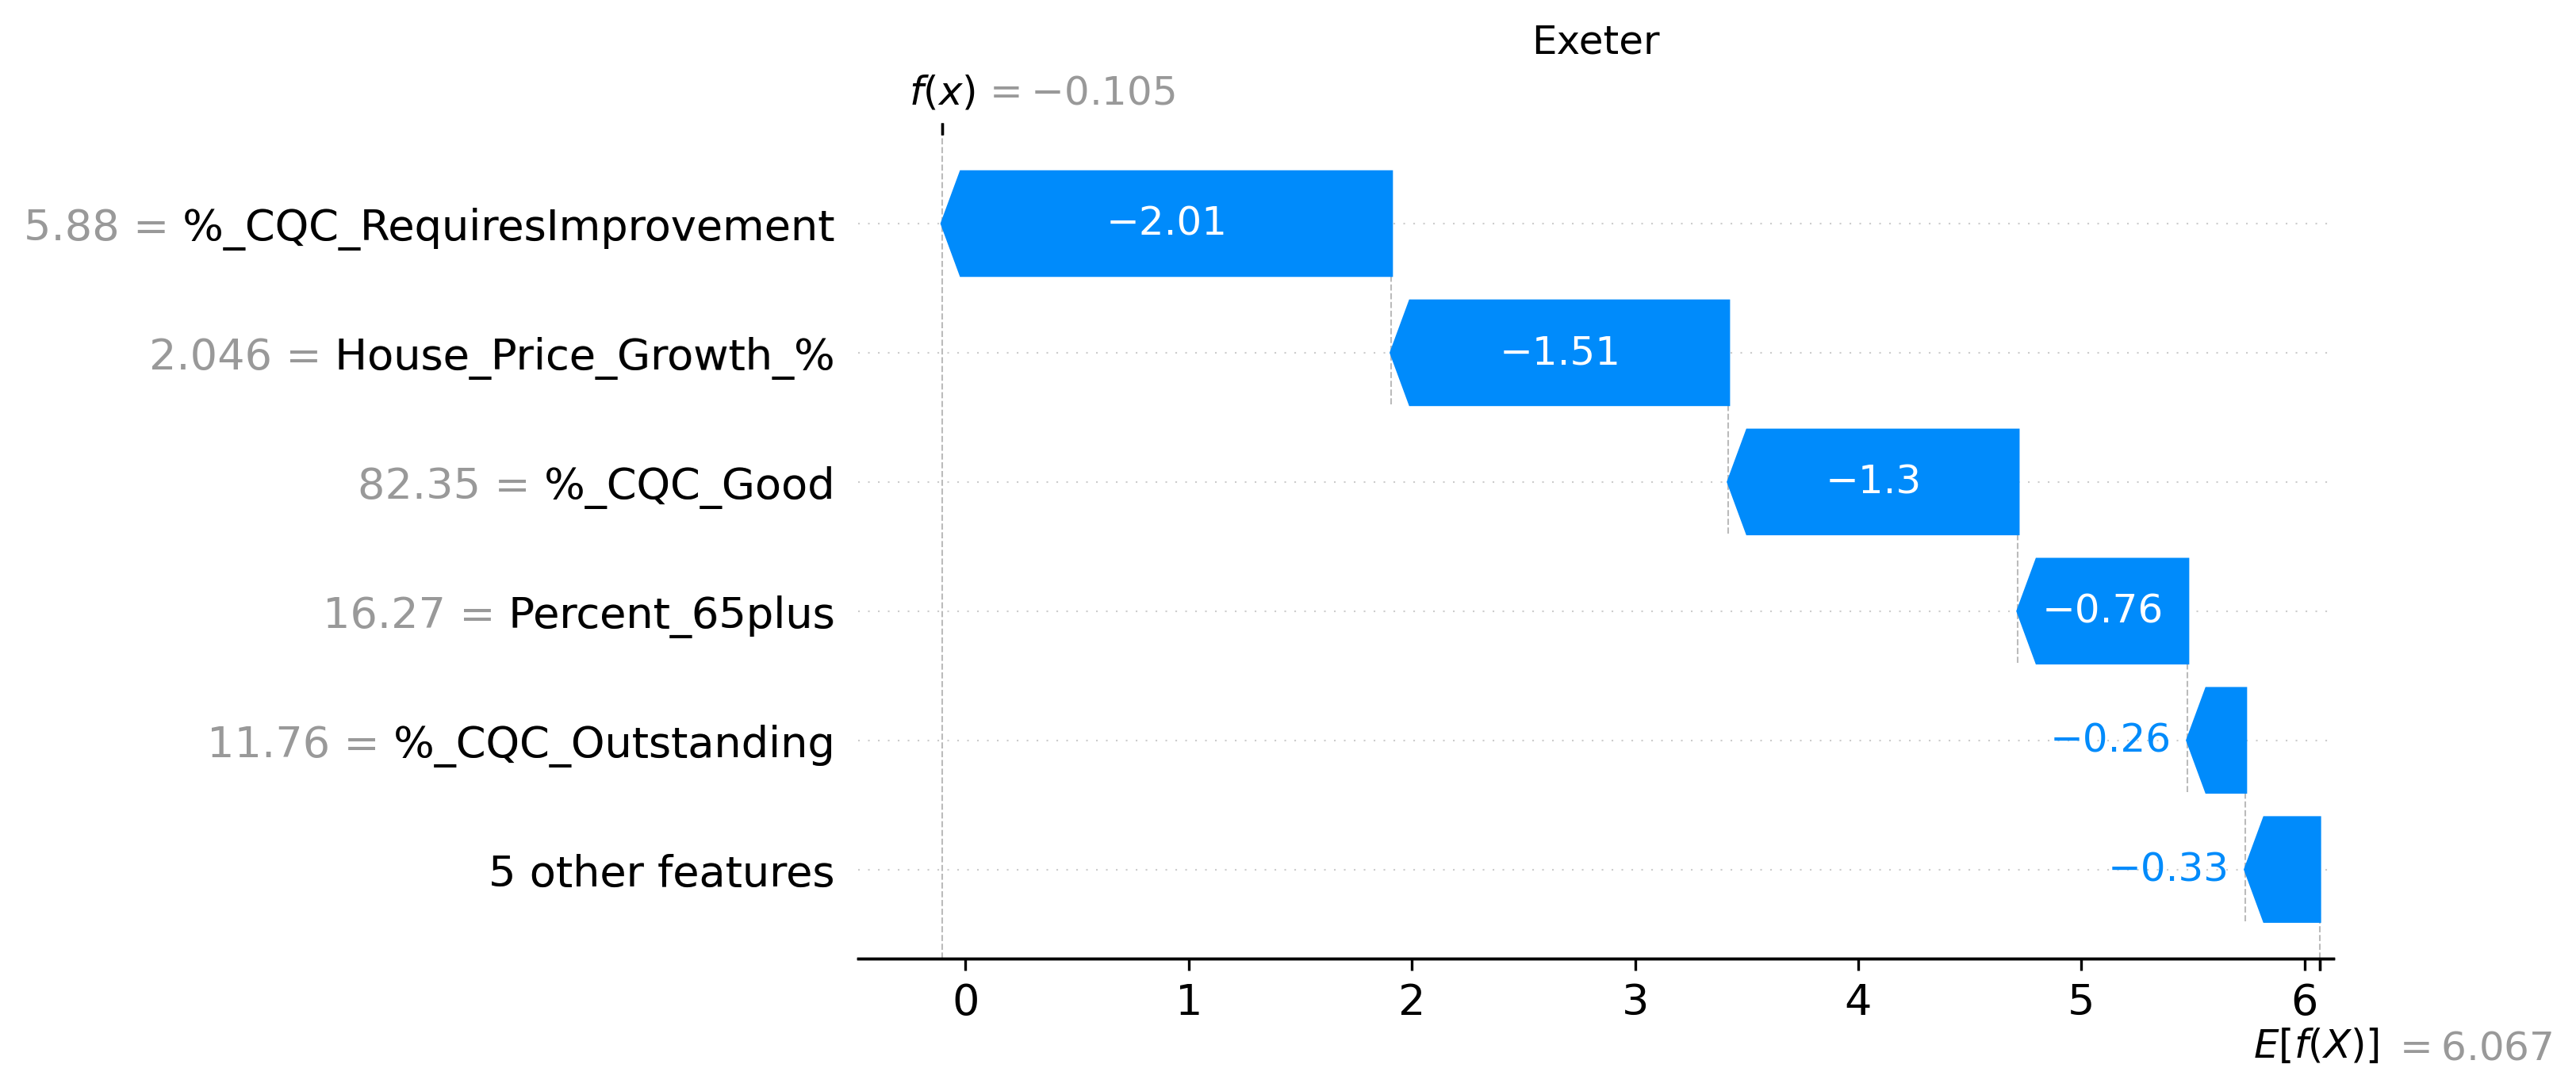 Exeter
f(x) = −0.105
5.88 = %_CQC_RequiresImprovement
−2.01
2.046 = House_Price_Growth_%
−1.51
82.35 = %_CQC_Good
−1.3
16.27 = Percent_65plus
−0.76
11.76 = %_CQC_Outstanding
−0.26
5 other features
−0.33
0 1 2 3 4 5 6
E[f(X)] = 6.067